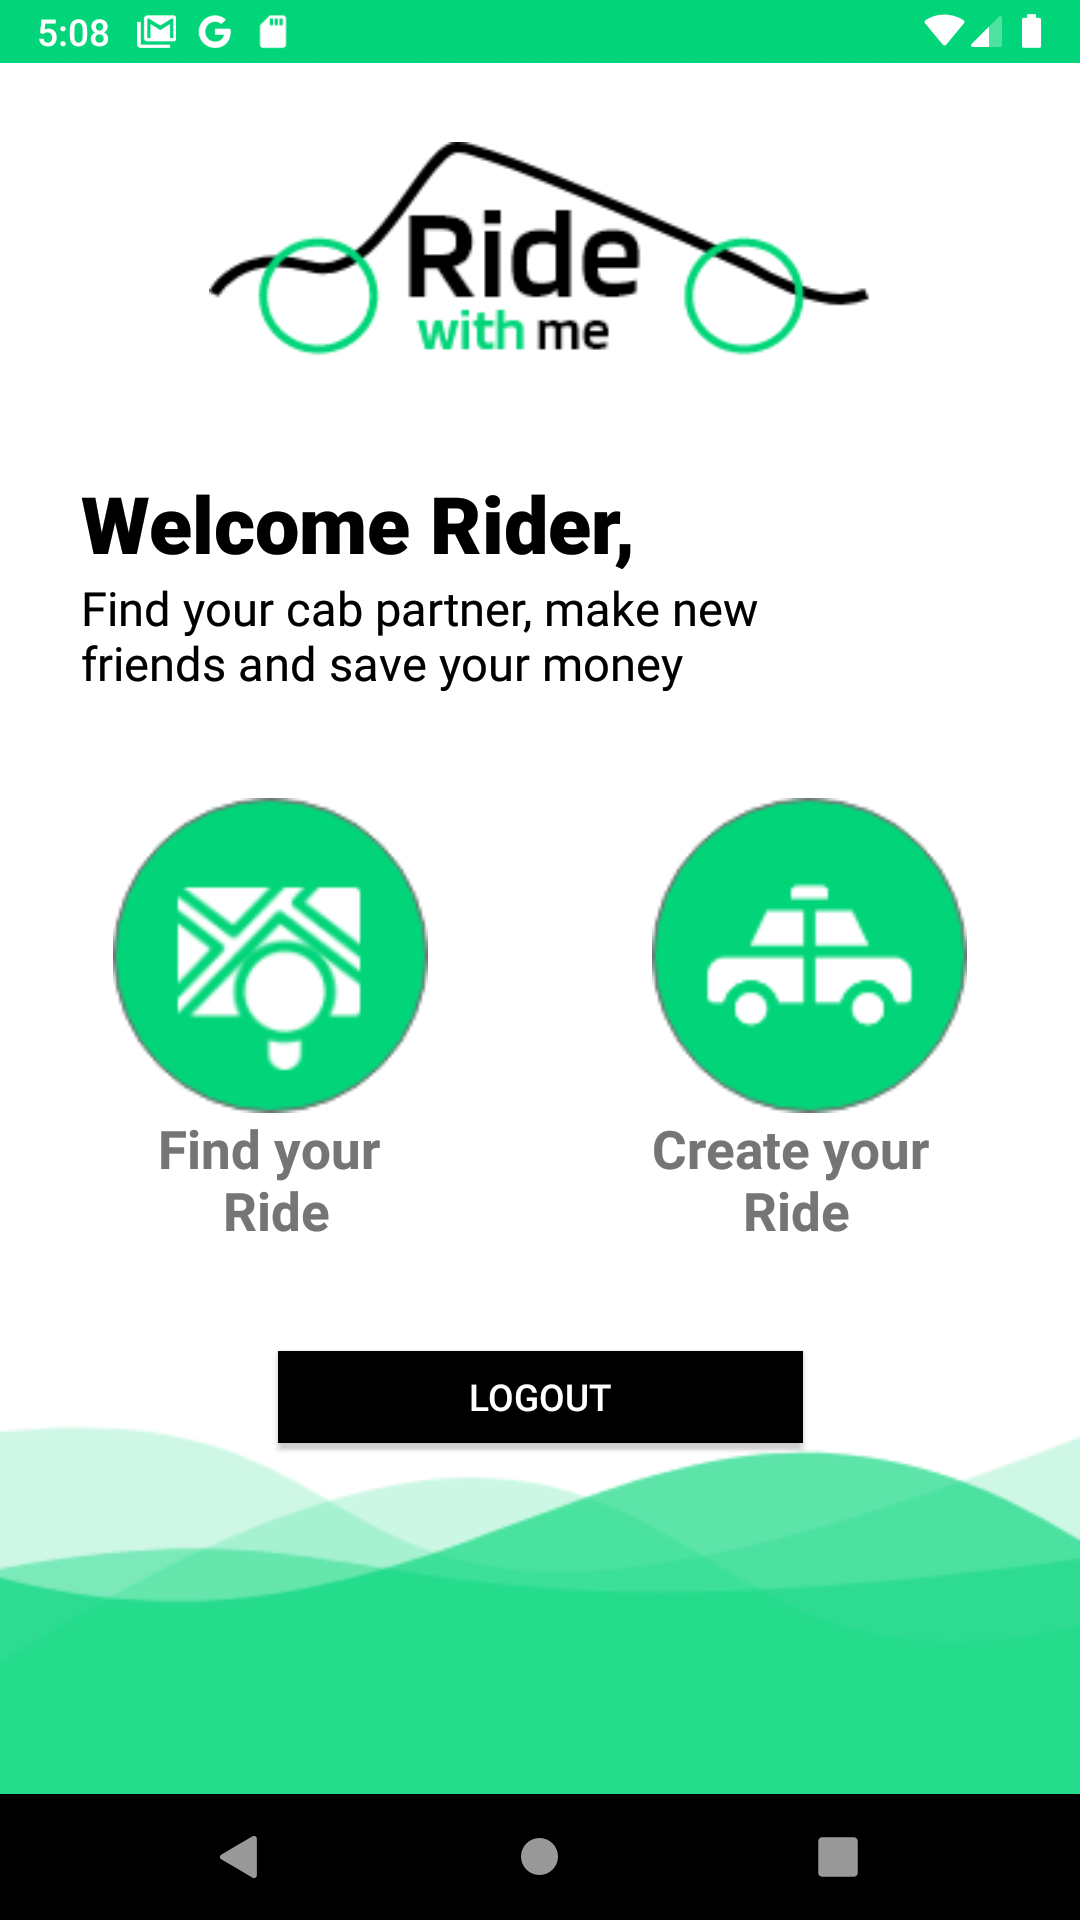 5:08
Ride
with me
Welcome Rider,
Find your cab partner, make new
friends and save your money
Find your
Ride
Create your
Ride
LOGOUT